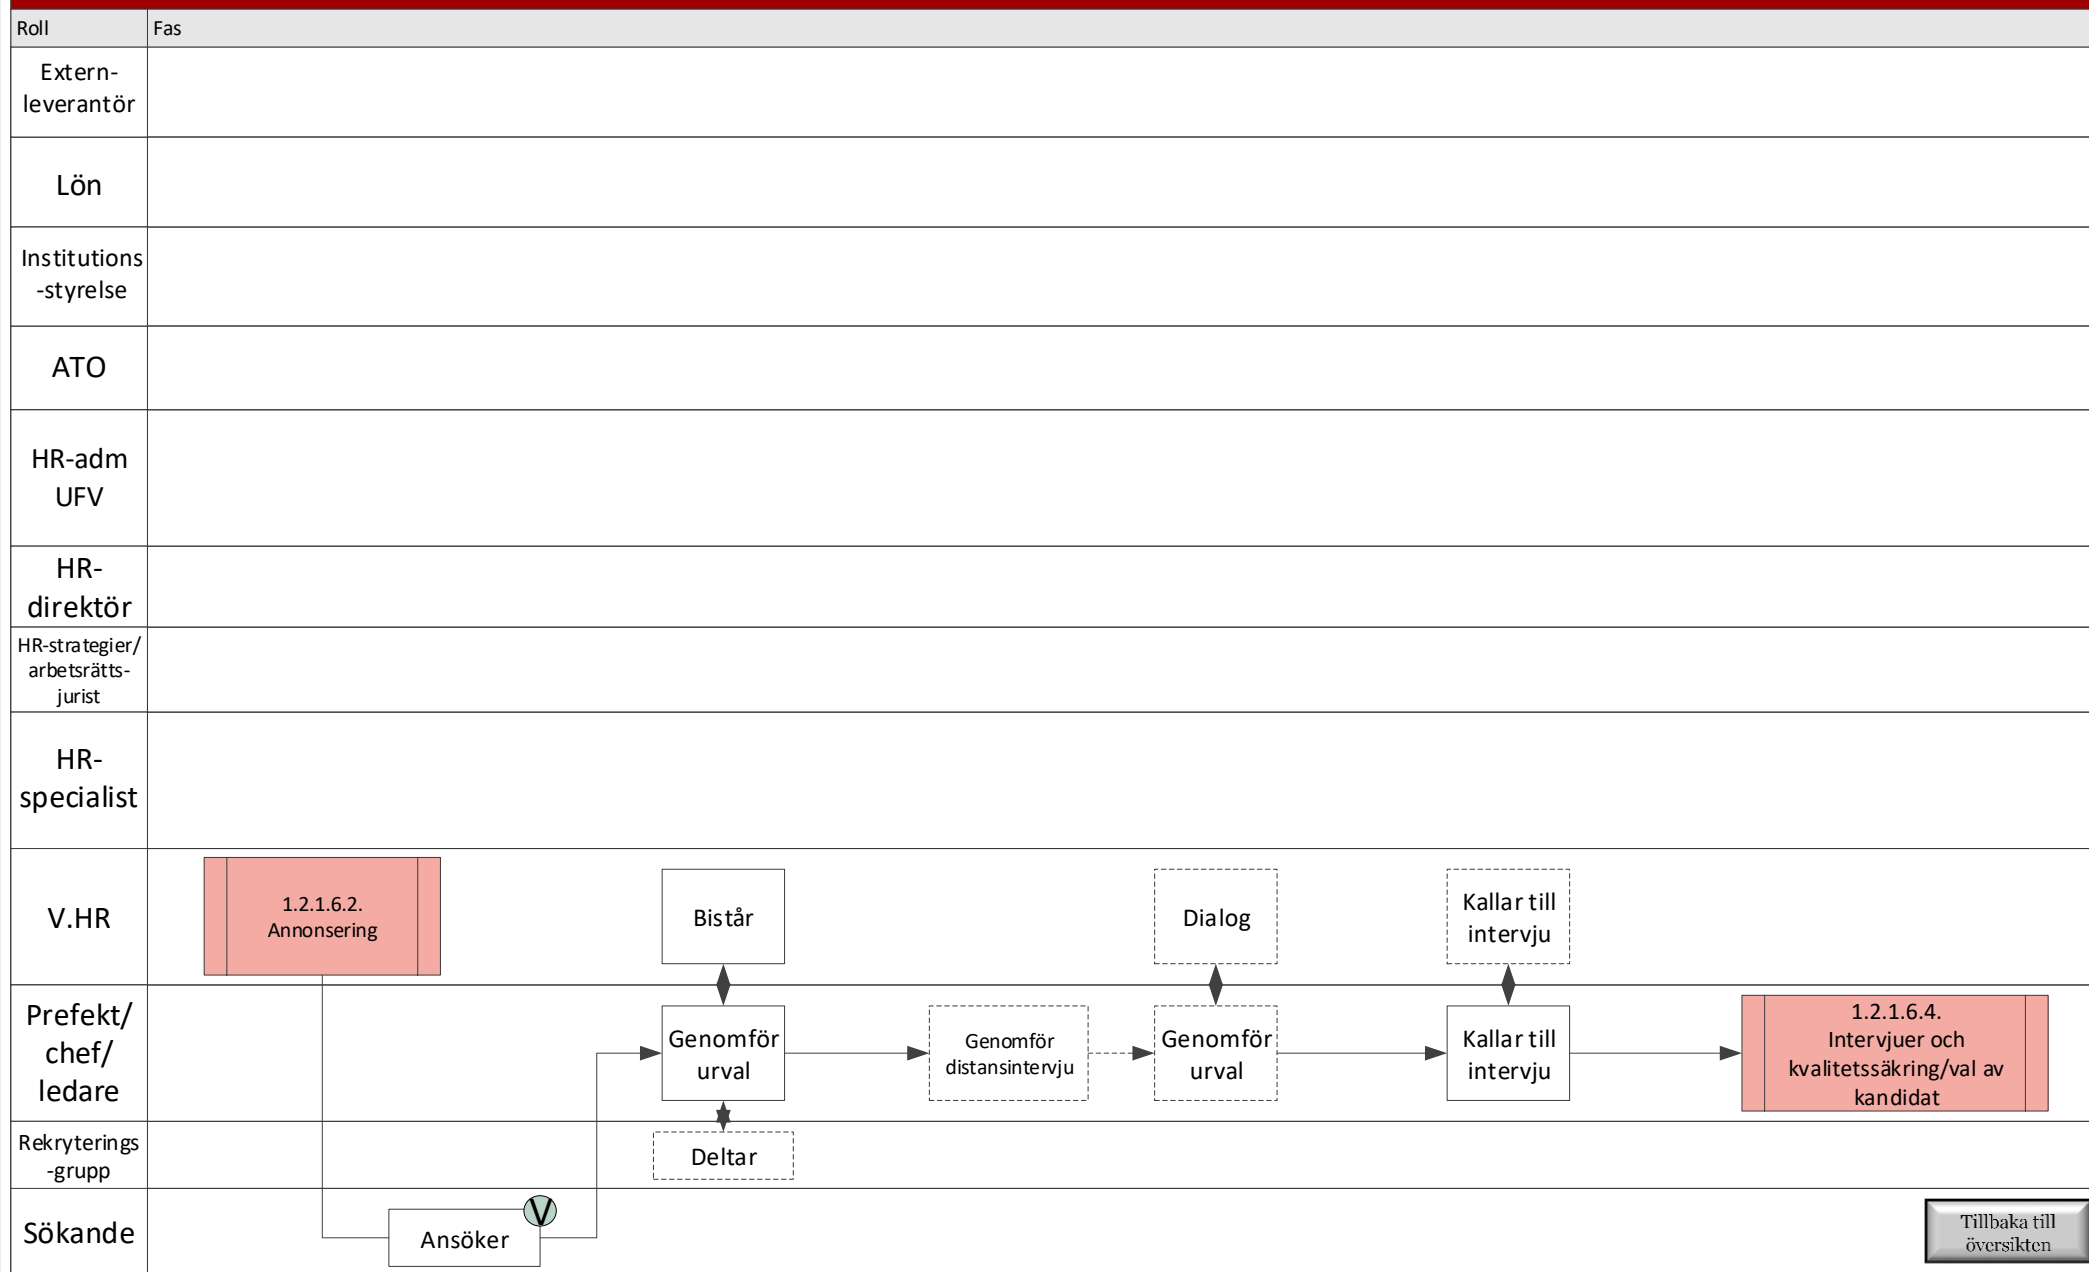 Roll
Fas
Extern-
leverantör
Lön
Institutions
-styrelse
ATO
HR-adm
UFV
HR-
direktör
HR-strategier/
arbetsrätts-
jurist
HR-
specialist
V.HR
1.2.1.6.2.
Annonsering
Bistår
Dialog
Kallar till
intervju
Prefekt/
chef/
ledare
Genomför
urval
Genomför
distansintervju
Genomför
urval
Kallar till
intervju
1.2.1.6.4.
Intervjuer och
kvalitetssäkring/val av
kandidat
Rekryterings
-grupp
Deltar
Sökande
Ansöker
V
Tillbaka till
översikten